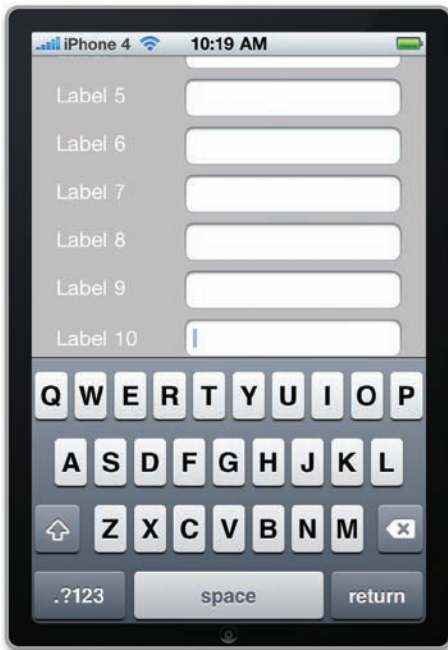 iPhone 4 10:19 AM
Label 5
Label 6
Label 7
Label 8
Label 9
Label 10
Q W E R T Y U I O P
A S D F G H J K L
Z X C V B N M
.?123 space return